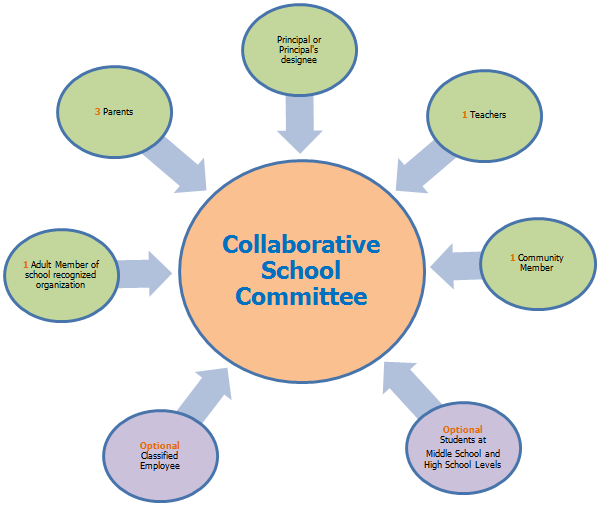 Principal or
Principal's
designee
3 Parents
1 Teachers
Collaborative
School
Committee
1 Adult Member of
school recognized
organization
1 Community
Member
Optional
Classified
Employee
Optional
Students at
Middle School and
High School Levels